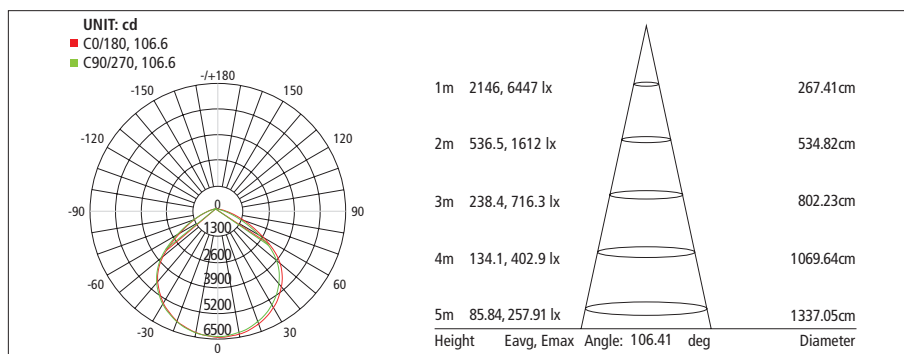 UNIT: cd
C0/180, 106.6
C90/270, 106.6
-/+180
-150
150
-120
120
-90
90
-60
60
-30
30
0
0
1300
2600
3900
5200
6500
1m 2146, 6447 lx 267.41cm
2m 536.5, 1612 lx 534.82cm
3m 238.4, 716.3 lx 802.23cm
4m 134.1, 402.9 lx 1069.64cm
5m 85.84, 257.91 lx 1337.05cm
Height Eavg, Emax Angle: 106.41 deg Diameter